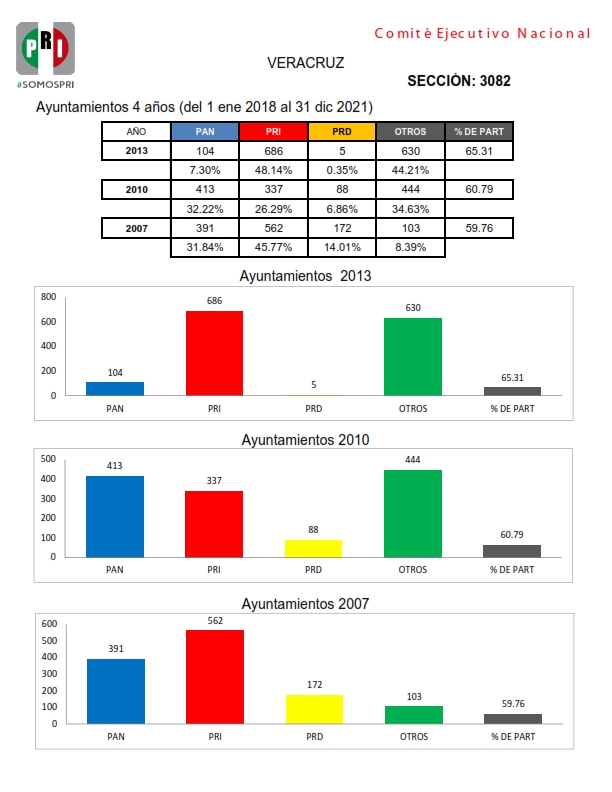 Comité Ejecutivo Nacional
PRI
#SOMOSPRI
VERACRUZ
SECCIÓN: 3082
Ayuntamientos 4 años (del 1 ene 2018 al 31 dic 2021)
AÑO PAN PRI PRD OTROS % DE PART
2013 104 686 5 630 65.31
7.30% 48.14% 0.35% 44.21%
2010 413 337 88 444 60.79
32.22% 26.29% 6.86% 34.63%
2007 391 562 172 103 59.76
31.84% 45.77% 14.01% 8.39%
Ayuntamientos 2013
800
600
400
200
0
104 686 5 630 65.31
PAN PRI PRD OTROS % DE PART
Ayuntamientos 2010
500
400
300
200
100
0
413 337 88 444 60.79
PAN PRI PRD OTROS % DE PART
Ayuntamientos 2007
600
500
400
300
200
100
0
391 562 172 103 59.76
PAN PRI PRD OTROS % DE PART